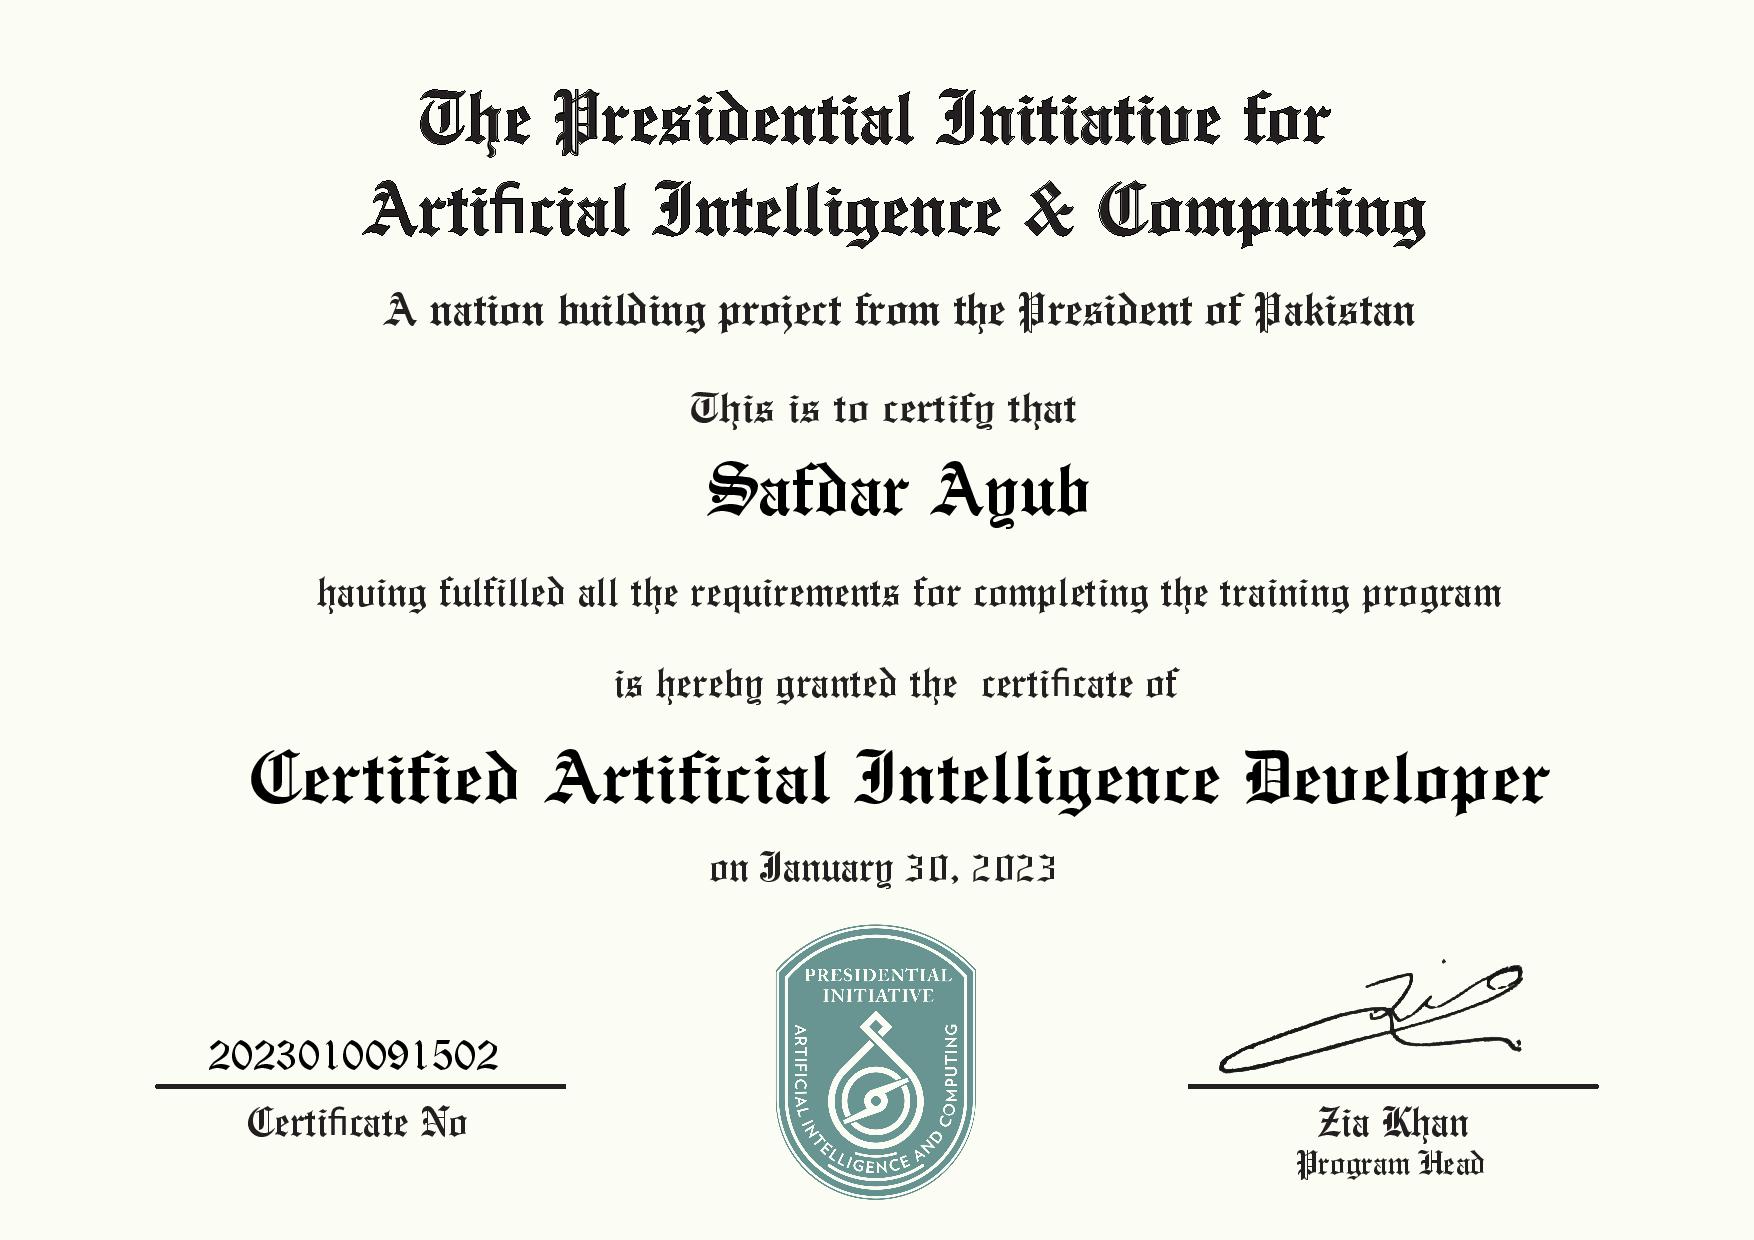 The Presidential Initiative for
Artificial Intelligence & Computing
A nation building project from the President of Pakistan
This is to certify that
Safdar Ayub
having fulfilled all the requirements for completing the training program
is hereby granted the certificate of
Certified Artificial Intelligence Developer
on January 30, 2023
PRESIDENTIAL
INITIATIVE
ARTIFICIAL INTELLIGENCE AND COMPUTING
2023010091502
Certificate No
Zia
Zia Khan
Program Head